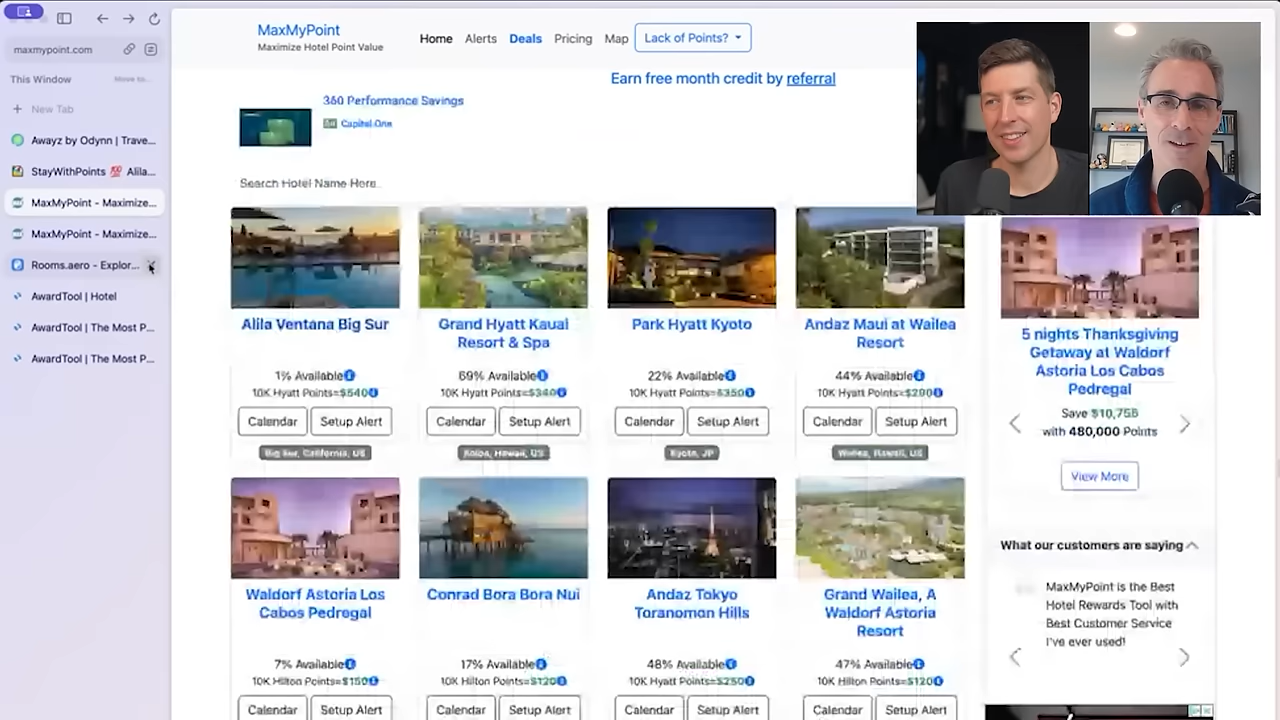 maxmypoint.com
This Window
Move to...
New Tab
Awayz by Odynn | Trave...
StayWithPoints 💯 Alila...
MaxMyPoint - Maximize...
MaxMyPoint - Maximize...
Rooms.aero - Explor...
AwardTool | Hotel
AwardTool | The Most P...
AwardTool | The Most P...
MaxMyPoint
Maximize Hotel Point Value
Home
Alerts
Deals
Pricing
Map
Lack of Points?
Earn free month credit by referral
360 Performance Savings
Ad Capital One
Search Hotel Name Here..
Alila Ventana Big Sur
1% Available
10K Hyatt Points=$540
Calendar
Setup Alert
Big Sur, California, US
Grand Hyatt Kauai
Resort & Spa
69% Available
10K Hyatt Points=$340
Calendar
Setup Alert
Koloa, Hawaii, US
Park Hyatt Kyoto
22% Available
10K Hyatt Points=$350
Calendar
Setup Alert
Kyoto, JP
Andaz Maui at Wailea
Resort
44% Available
10K Hyatt Points=$290
Calendar
Setup Alert
Wailea, Hawaii, US
Waldorf Astoria Los
Cabos Pedregal
7% Available
10K Hilton Points=$150
Calendar
Setup Alert
Conrad Bora Bora Nui
17% Available
10K Hilton Points=$120
Calendar
Setup Alert
Andaz Tokyo
Toranomon Hills
48% Available
10K Hyatt Points=$250
Calendar
Setup Alert
Grand Wailea, A
Waldorf Astoria
Resort
47% Available
10K Hilton Points=$120
Calendar
Setup Alert
5 nights Thanksgiving
Getaway at Waldorf
Astoria Los Cabos
Pedregal
Save $10,756
with 480,000 Points
View More
What our customers are saying
MaxMyPoint is the Best
Hotel Rewards Tool with
Best Customer Service
I've ever used!